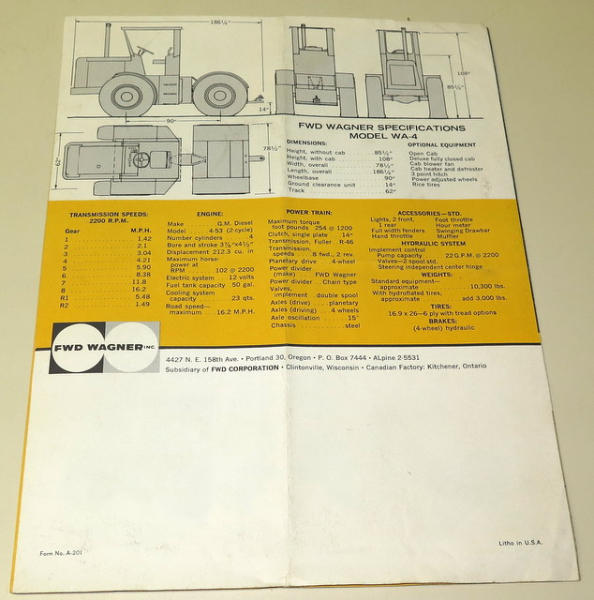 186½"
108"
85½"
14"
90"
62"
78½"
FWD WAGNER SPECIFICATIONS
MODEL WA-4
DIMENSIONS:
Height, without cab 85½"
Height, with cab 108"
Width, overall 78½"
Length, overall 186½"
Wheelbase 90"
Ground clearance unit 14"
Track 62"
OPTIONAL EQUIPMENT
Open Cab
Deluxe fully closed cab
Cab blower fan
Cab heater and defroster
3 point hitch
Power adjusted wheels
Rice tires
TRANSMISSION SPEEDS:
2200 R.P.M.
Gear M.P.H.
1 1.42
2 2.1
3 3.04
4 4.21
5 5.90
6 8.38
7 11.8
8 16.2
R1 5.48
R2 1.49
ENGINE:
Make G.M. Diesel
Model 4-53 (2 cycle)
Number cylinders 4
Bore and stroke 3⅞"x4½"
Displacement 212.3 cu. in
Maximum horse
power at
RPM 102 @ 2200
Electric system 12 volts
Fuel tank capacity 50 gal.
Cooling system
capacity 23 qts.
Road speed—
maximum 16.2 M.P.H.
POWER TRAIN:
Maximum torque
foot pounds 254 @ 1200
Clutch, single plate 14"
Transmission, Fuller R-46
Transmission,
speeds 8 fwd., 2 rev.
Planetary drive 4-wheel
Power divider
(make) FWD Wagner
Power divider Chain type
Valves,
implement double spool
Axles (drive) planetary
Axles (driving) 4 wheels
Axle oscillation 15°
Chassis steel
ACCESSORIES—STD.
Lights, 2 front,
1 rear
Full width fenders
Hand throttle
Foot throttle
Hour meter
Swinging Drawbar
Muffler
HYDRAULIC SYSTEM
Implement control
Pump capacity 22 G.P.M. @ 2200
Valves—2 spool std.
Steering independent center hinge
WEIGHTS:
Standard equipment—
approximate 10,300 lbs.
With hydroflated tires,
approximate add 3,000 lbs.
TIRES:
16.9 x 26—6 ply with tread options
BRAKES:
(4-wheel) hydraulic
FWD WAGNER INC.
4427 N. E. 158th Ave. • Portland 30, Oregon • P. O. Box 7444 • ALpine 2-5531
Subsidiary of FWD CORPORATION • Clintonville, Wisconsin • Canadian Factory: Kitchener, Ontario
Form No. A-201
Litho in U.S.A.